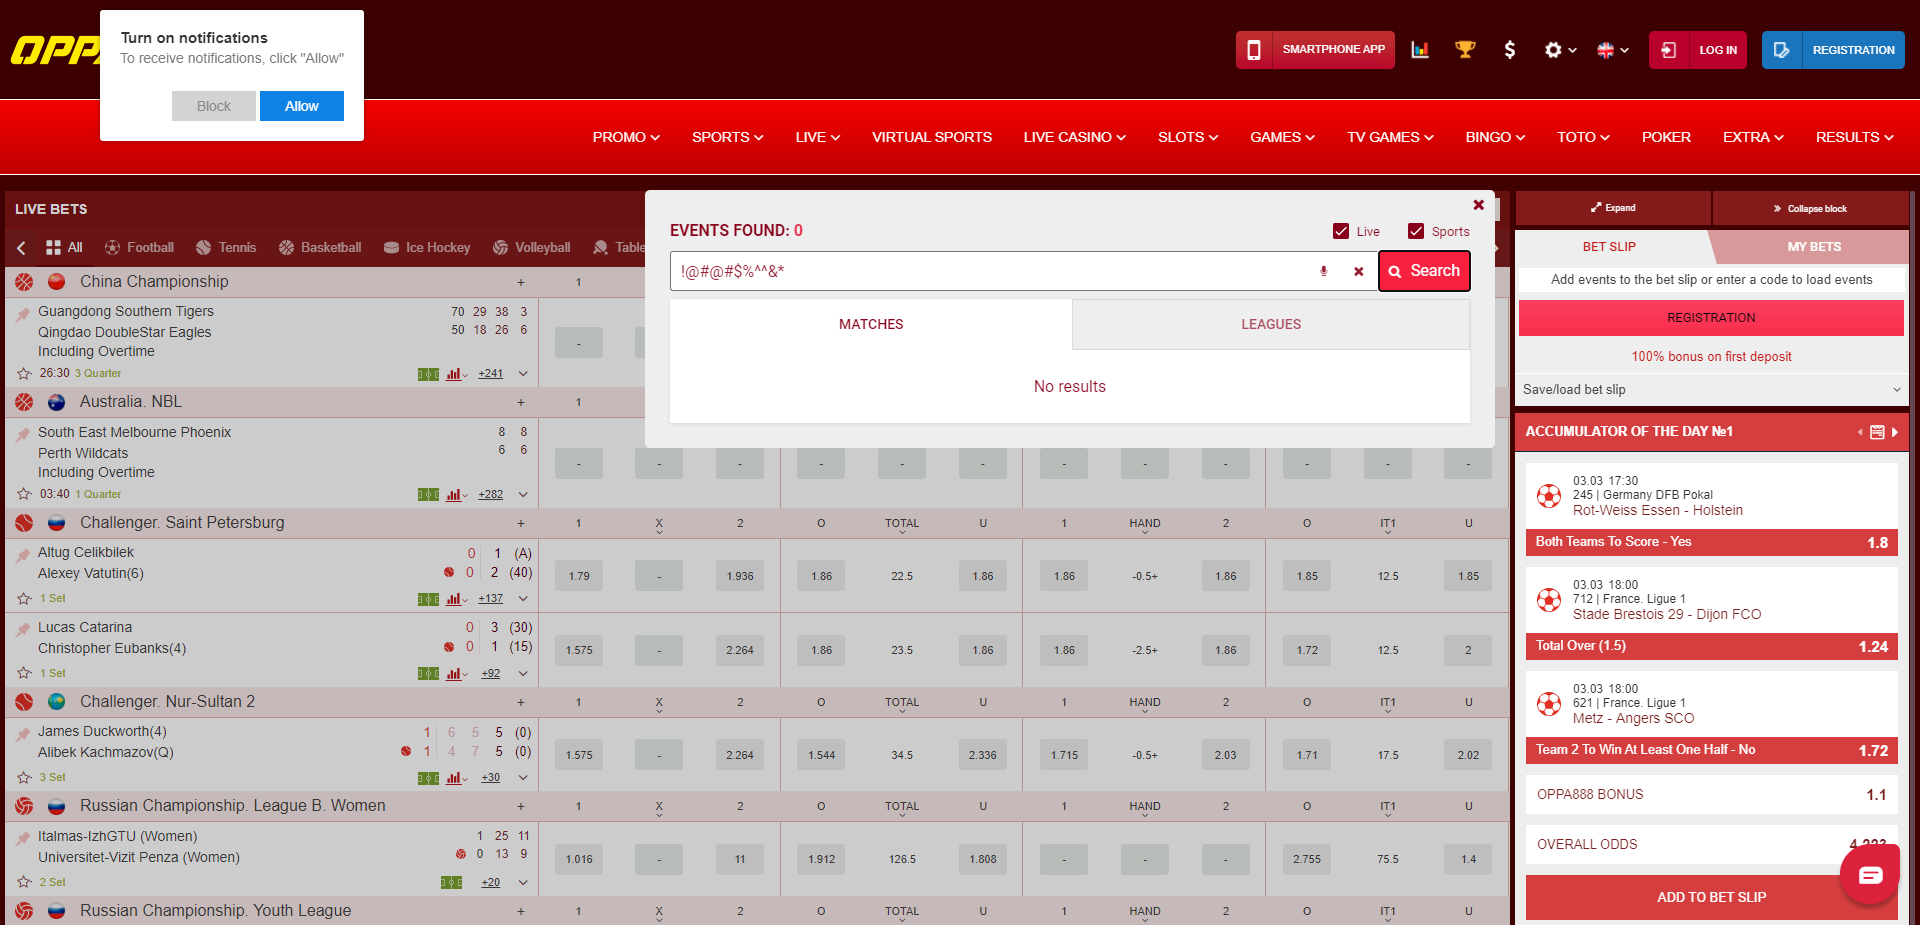 OPPA
Turn on notifications
To receive notifications, click "Allow"
Block Allow
SMARTPHONE APP
LOG IN
REGISTRATION
PROMO SPORTS LIVE VIRTUAL SPORTS LIVE CASINO SLOTS GAMES TV GAMES BINGO TOTO POKER EXTRA RESULTS
LIVE BETS
All Football Tennis Basketball Ice Hockey Volleyball Table
China Championship + 1
Guangdong Southern Tigers 70 29 38 3
Qingdao DoubleStar Eagles 50 18 26 6
Including Overtime
-
26:30 3 Quarter +241
Australia. NBL + 1
South East Melbourne Phoenix 8 8
Perth Wildcats 6 6
Including Overtime
- - - - - - - - - - - -
03:40 1 Quarter +282
Challenger. Saint Petersburg + 1 X 2 O TOTAL U 1 HAND 2 O IT1 U
Altug Celikbilek 0 1 (A)
Alexey Vatutin(6) 0 2 (40)
1.79 - 1.936 1.86 22.5 1.86 1.86 -0.5+ 1.86 1.85 12.5 1.85
1 Set +137
Lucas Catarina 0 3 (30)
Christopher Eubanks(4) 0 1 (15)
1.575 - 2.264 1.86 23.5 1.86 1.86 -2.5+ 1.86 1.72 12.5 2
1 Set +92
Challenger. Nur-Sultan 2 + 1 X 2 O TOTAL U 1 HAND 2 O IT1 U
James Duckworth(4) 1 6 5 5 (0)
Alibek Kachmazov(Q) 1 4 7 5 (0)
1.575 - 2.264 1.544 34.5 2.336 1.715 -0.5+ 2.03 1.71 17.5 2.02
3 Set +30
Russian Championship. League B. Women + 1 X 2 O TOTAL U 1 HAND 2 O IT1 U
Italmas-IzhGTU (Women) 1 25 11
Universitet-Vizit Penza (Women) 0 13 9
1.016 - 11 1.912 126.5 1.808 - - - 2.755 75.5 1.4
2 Set +20
Russian Championship. Youth League + 1 X 2 O TOTAL U 1 HAND 2 O IT1 U
EVENTS FOUND: 0
Live Sports
!@#@#$%^^&*
Search
MATCHES LEAGUES
No results
Expand Collapse block
BET SLIP MY BETS
Add events to the bet slip or enter a code to load events
REGISTRATION
100% bonus on first deposit
Save/load bet slip
ACCUMULATOR OF THE DAY №1
03.03 17:30
245 | Germany DFB Pokal
Rot-Weiss Essen - Holstein
Both Teams To Score - Yes 1.8
03.03 18:00
712 | France. Ligue 1
Stade Brestois 29 - Dijon FCO
Total Over (1.5) 1.24
03.03 18:00
621 | France. Ligue 1
Metz - Angers SCO
Team 2 To Win At Least One Half - No 1.72
OPPA888 BONUS 1.1
OVERALL ODDS
ADD TO BET SLIP